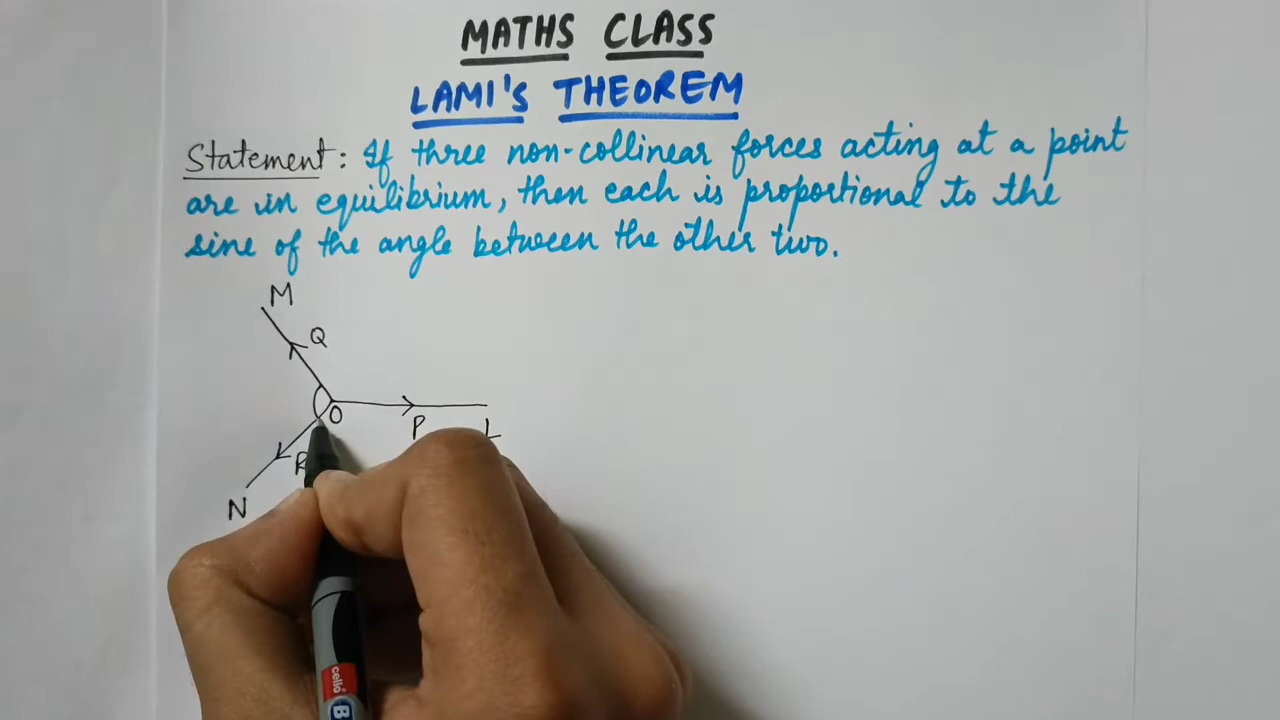 MATHS CLASS
LAMI'S THEOREM
Statement: If three non-collinear forces acting at a point
are in equilibrium, then each is proportional to the
sine of the angle between the other two.
M
Q
O
P
L
R
N
cello
B